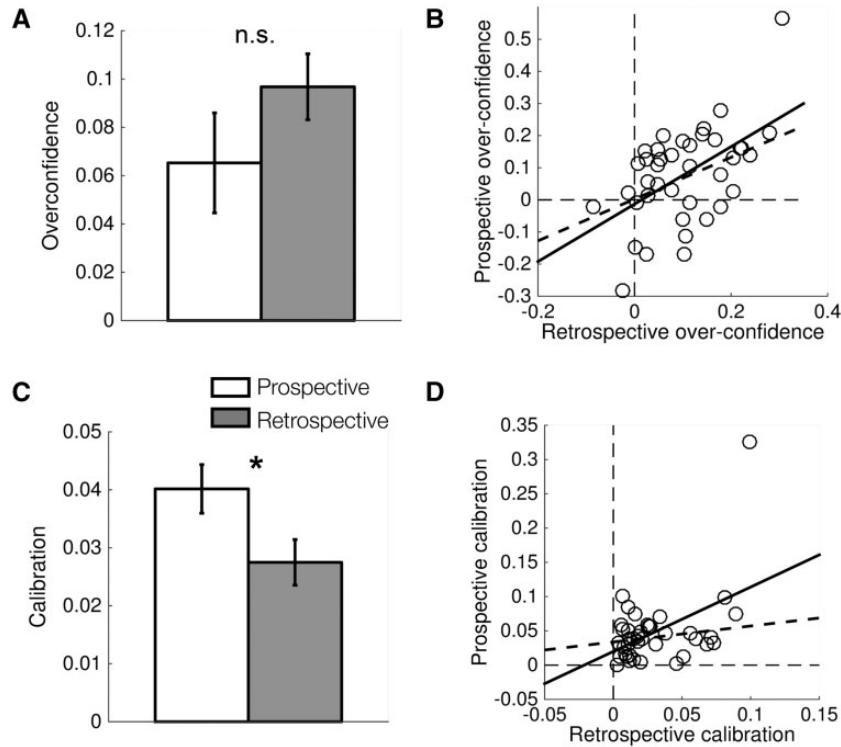 A
Overconfidence
0.12
0.1
0.08
0.06
0.04
0.02
0
n.s.
B
Prospective over-confidence
0.5
0.4
0.3
0.2
0.1
0
-0.1
-0.2
-0.3
-0.2 0 0.2 0.4
Retrospective over-confidence
C
Prospective
Retrospective
Calibration
0.05
0.04
0.03
0.02
0.01
0
*
D
Prospective calibration
0.35
0.3
0.25
0.2
0.15
0.1
0.05
0
-0.05
-0.05 0 0.05 0.1 0.15
Retrospective calibration